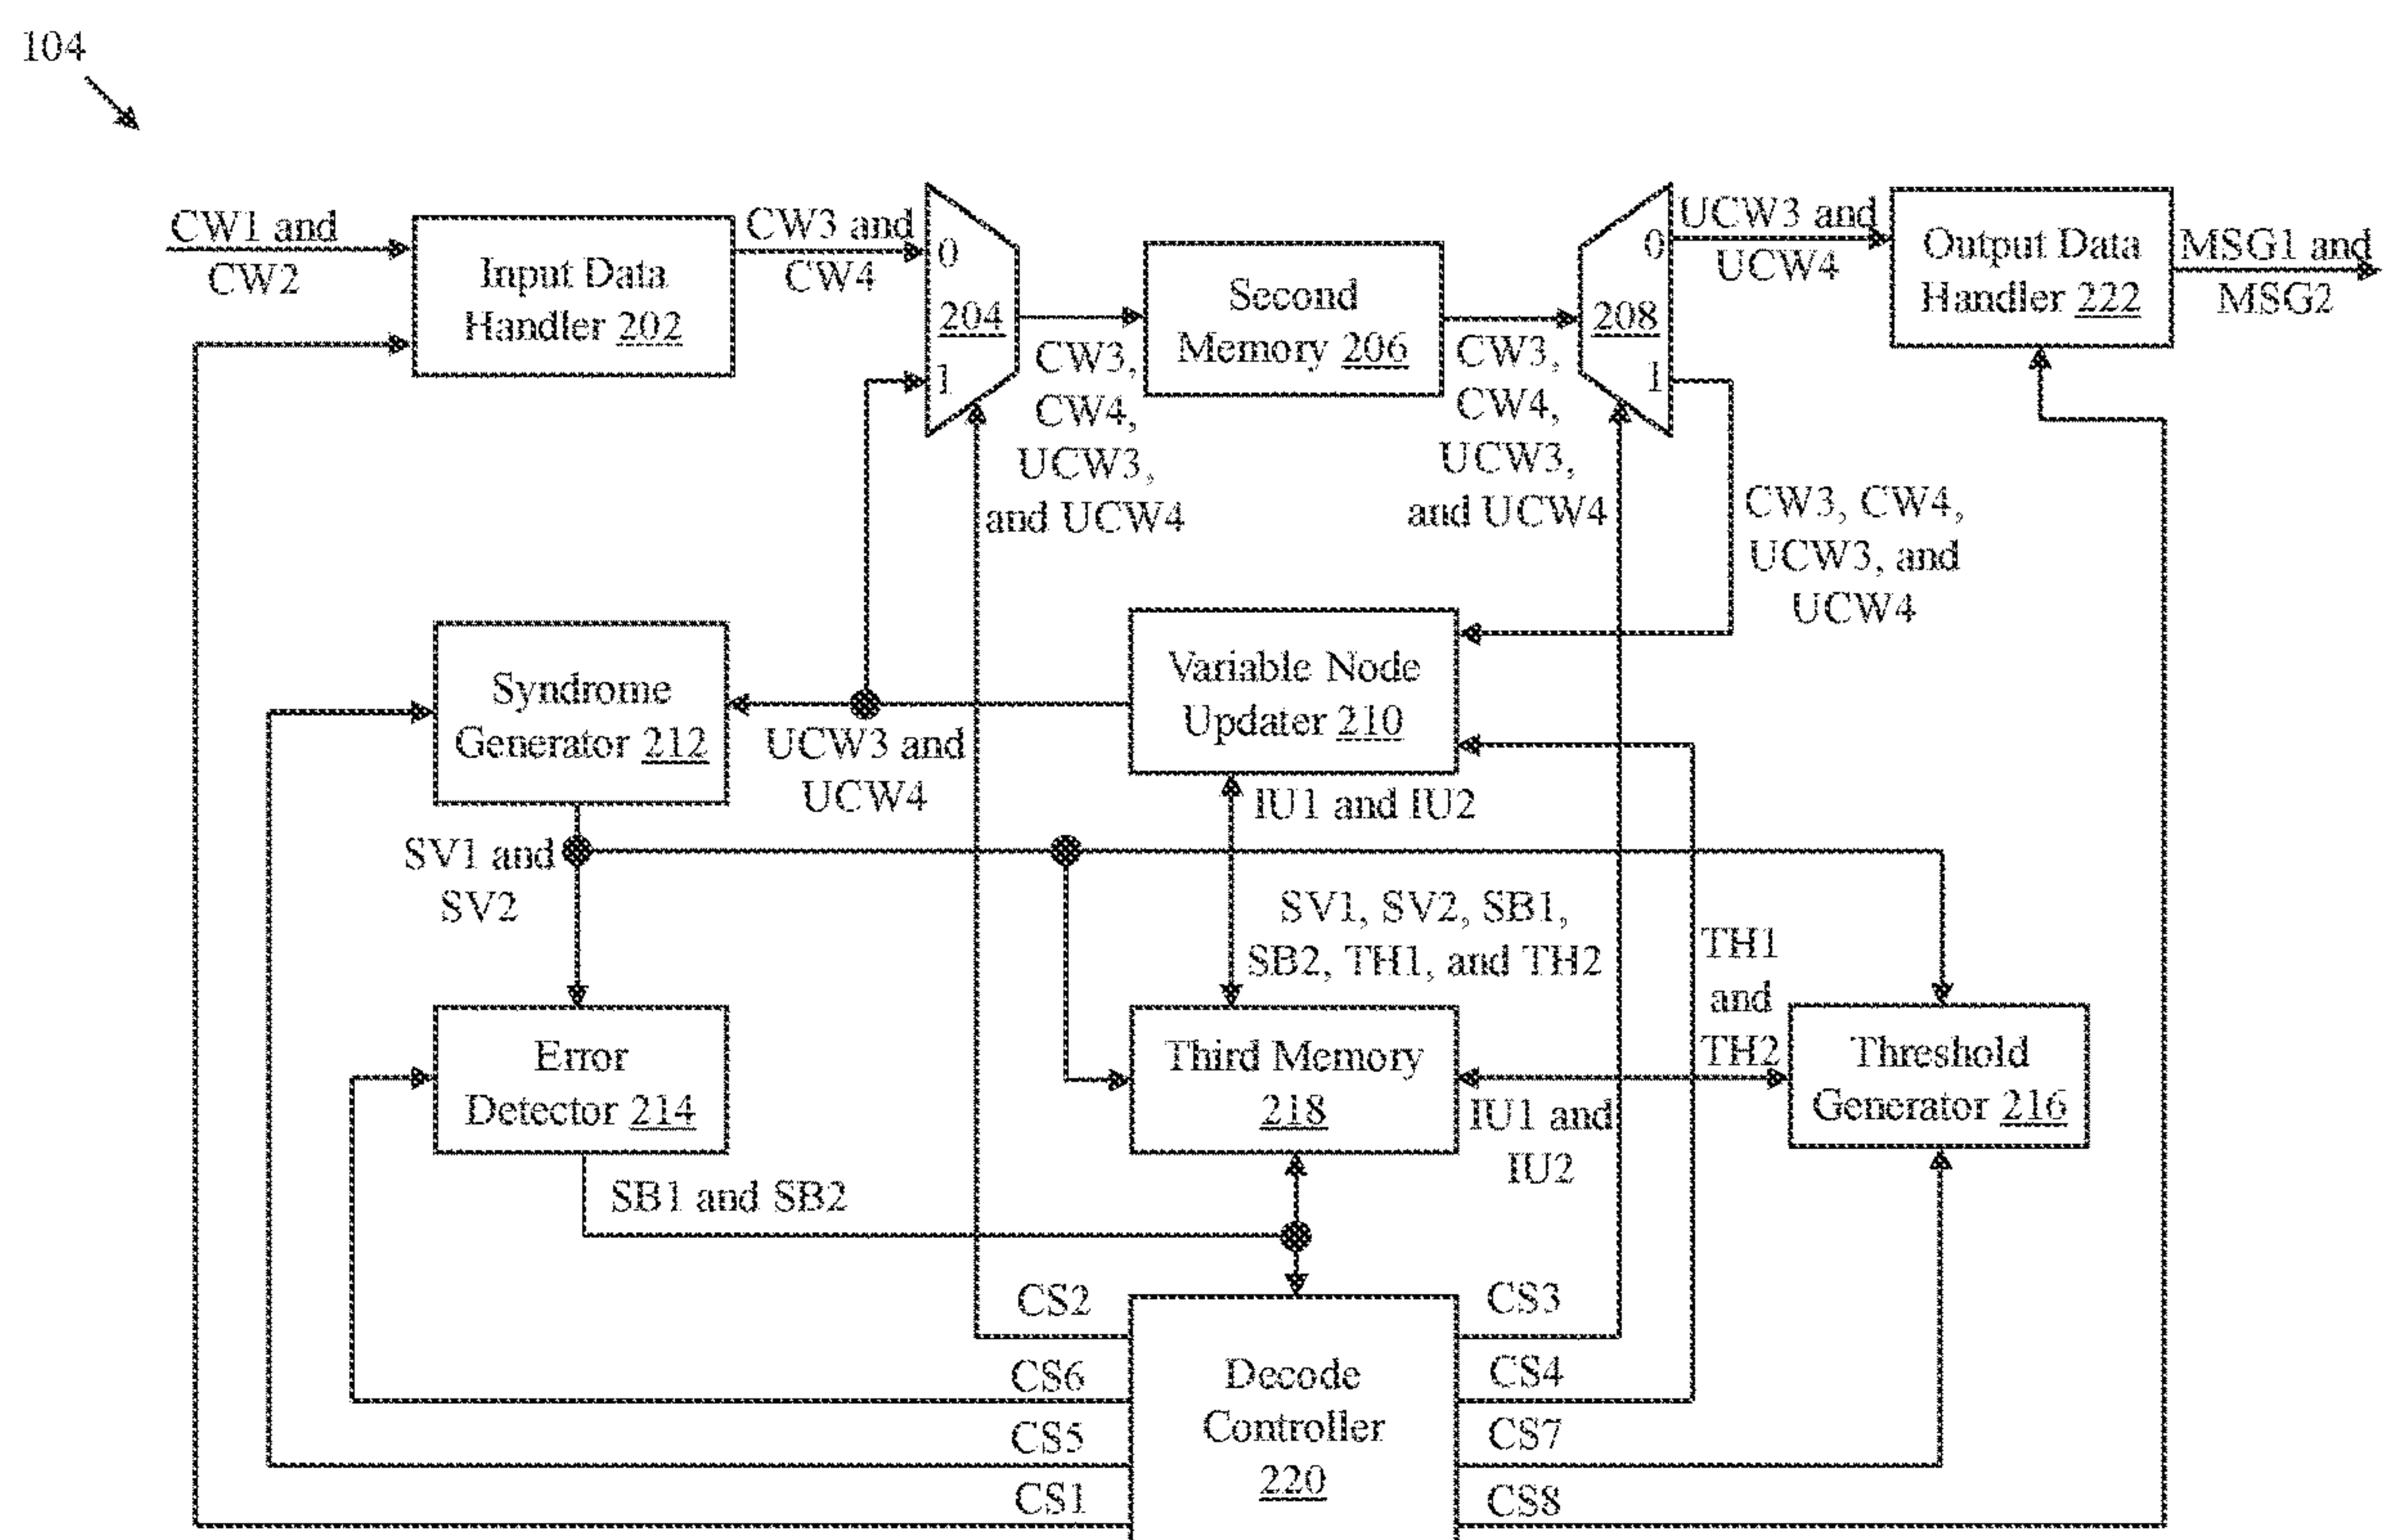 104
CW1 and
CW2
Input Data
Handler 202
CW3 and
CW4
0
204
1
CW3,
CW4,
UCW3,
and UCW4
Second
Memory 206
CW3,
CW4,
UCW3,
and UCW4
0
208
1
UCW3 and
UCW4
Output Data
Handler 222
MSG1 and
MSG2
CW3, CW4,
UCW3, and
UCW4
Syndrome
Generator 212
UCW3 and
UCW4
Variable Node
Updater 210
IU1 and IU2
SV1 and
SV2
SV1, SV2, SB1,
SB2, TH1, and TH2
TH1
and
TH2
Error
Detector 214
Third Memory
218
IU1 and
IU2
Threshold
Generator 216
SB1 and SB2
CS2
CS6
CS5
CS1
Decode
Controller
220
CS3
CS4
CS7
CS8